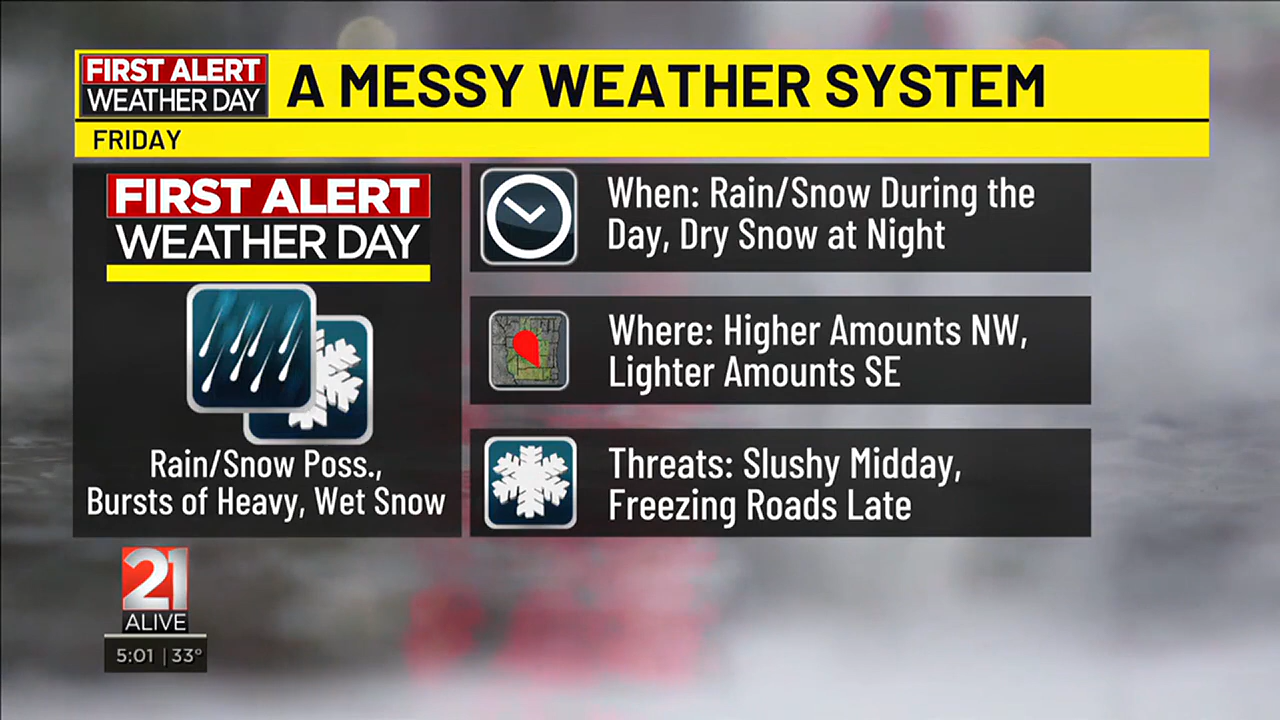 FIRST ALERT
WEATHER DAY
A MESSY WEATHER SYSTEM
FRIDAY
FIRST ALERT
WEATHER DAY
Rain/Snow Poss.,
Bursts of Heavy, Wet Snow
When: Rain/Snow During the
Day, Dry Snow at Night
Where: Higher Amounts NW,
Lighter Amounts SE
Threats: Slushy Midday,
Freezing Roads Late
21
ALIVE
5:01 | 33°